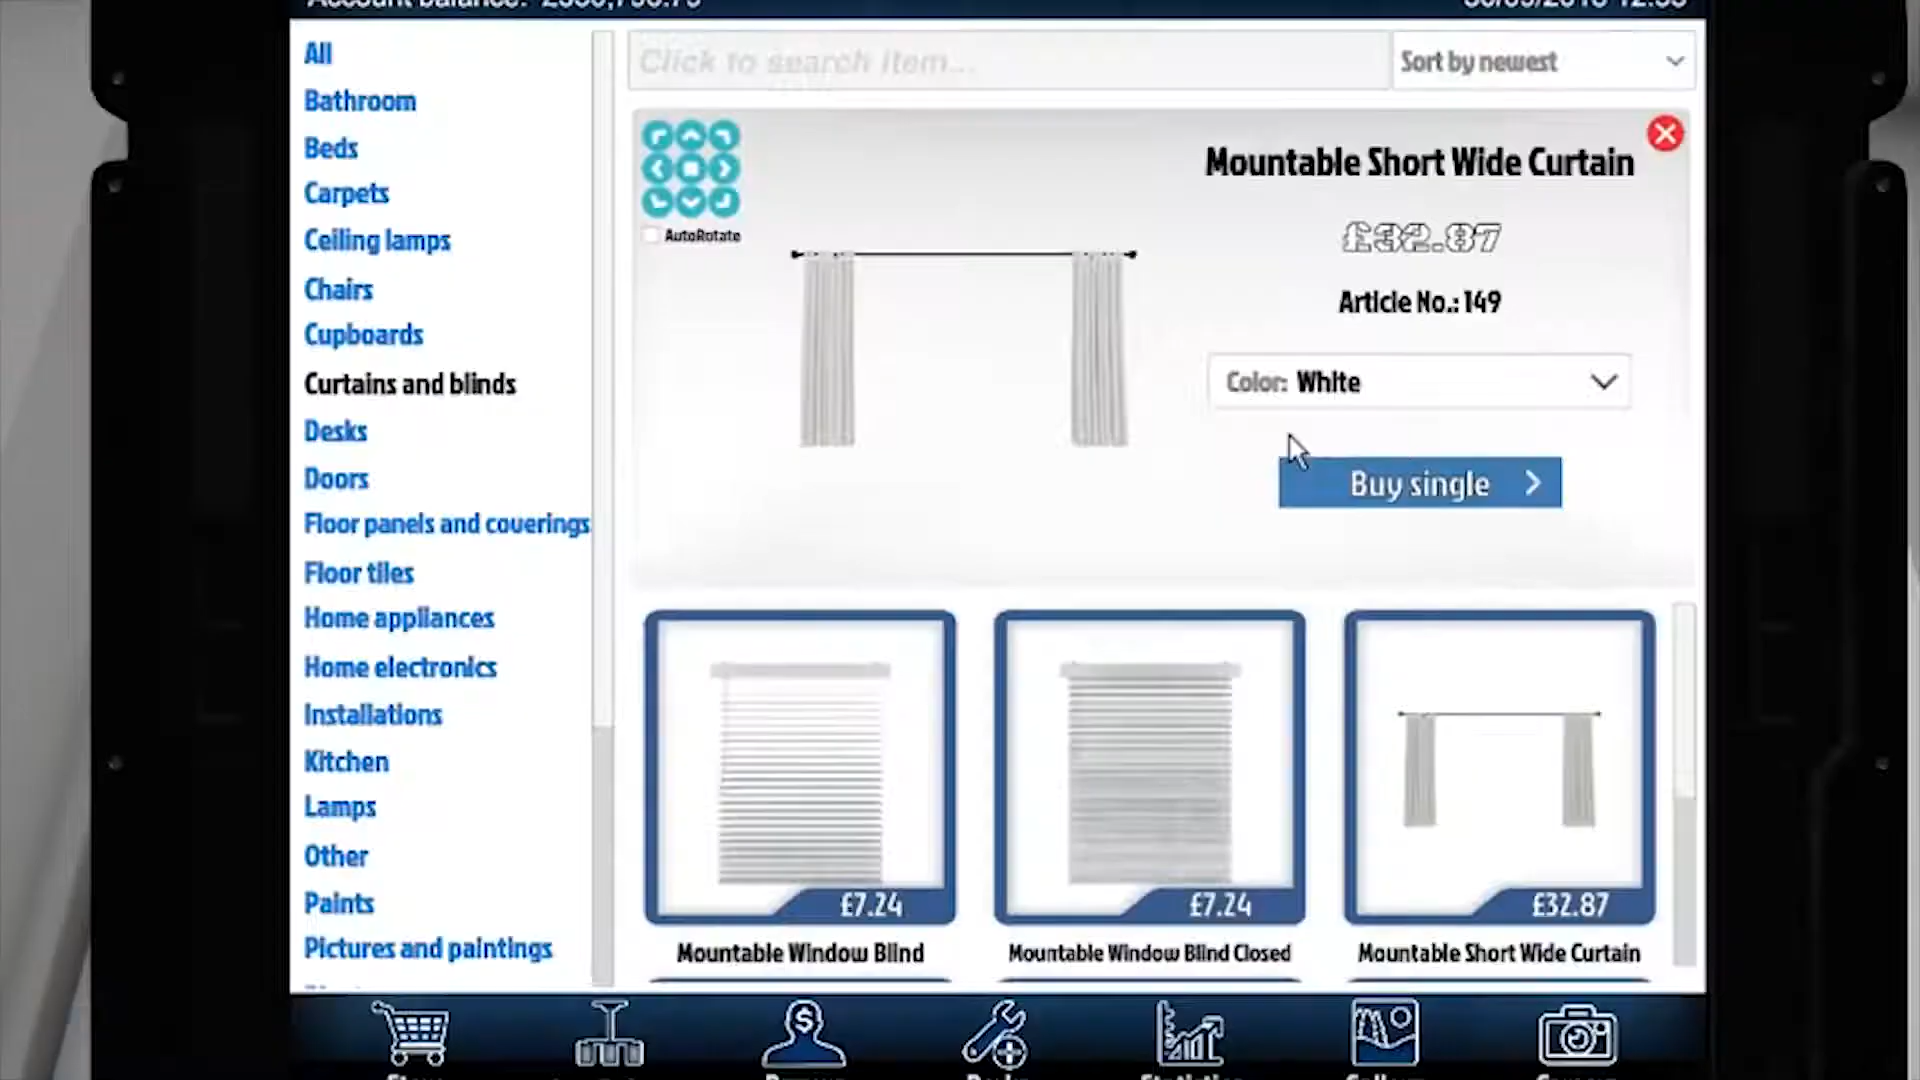 Account balance:
All
Bathroom
Beds
Carpets
Ceiling lamps
Chairs
Cupboards
Curtains and blinds
Desks
Doors
Floor panels and coverings
Floor tiles
Home appliances
Home electronics
Installations
Kitchen
Lamps
Other
Paints
Pictures and paintings
Click to search item...
Sort by newest
AutoRotate
Mountable Short Wide Curtain
£32.87
Article No.: 149
Color: White
Buy single
£7.24
£7.24
£32.87
Mountable Window Blind
Mountable Window Blind Closed
Mountable Short Wide Curtain